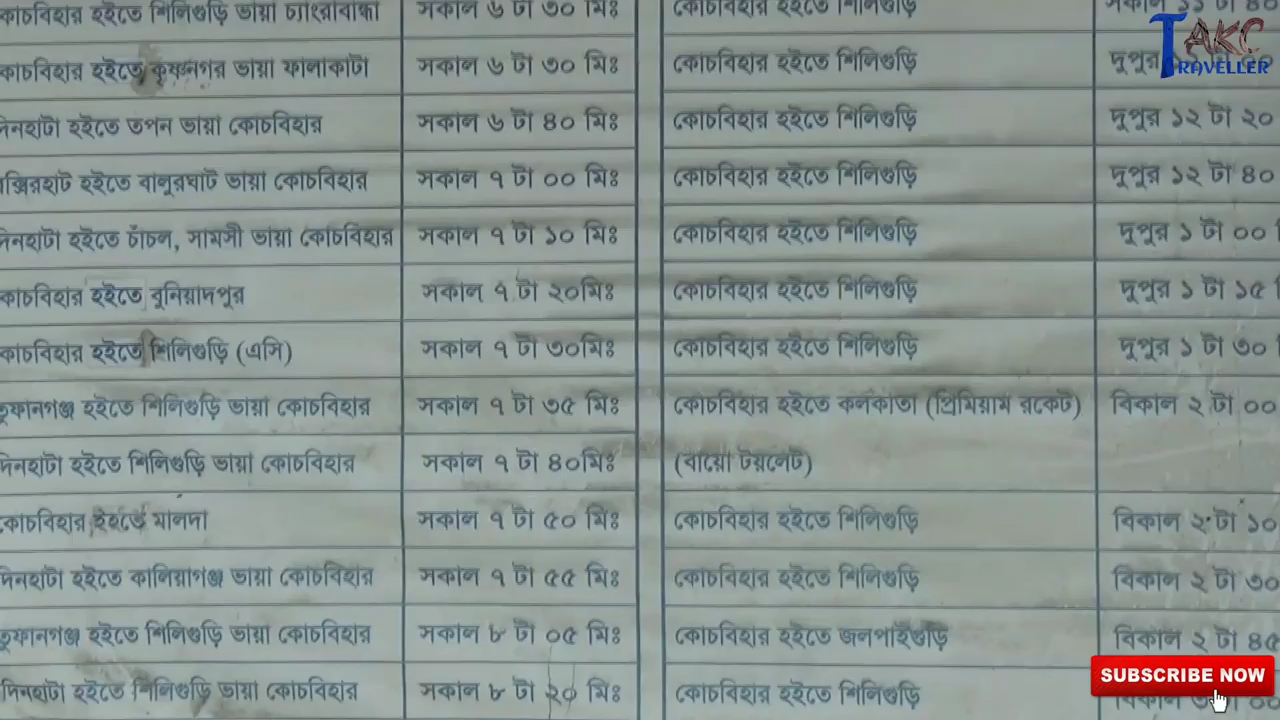 কোচবিহার হইতে শিলিগুড়ি ভায়া চ্যাংরাবান্ধা সকাল ৬ টা ৩০ মিঃ কোচবিহার হইতে শিলিগুড়ি সকাল ১১ টা ৪০
TAKC TRAVELLER
কোচবিহার হইতে কৃষ্ণনগর ভায়া ফালাকাটা সকাল ৬ টা ৩০ মিঃ কোচবিহার হইতে শিলিগুড়ি দুপুর
দিনহাটা হইতে তপন ভায়া কোচবিহার সকাল ৬ টা ৪০ মিঃ কোচবিহার হইতে শিলিগুড়ি দুপুর ১২ টা ২০
বক্সিরহাট হইতে বালুরঘাট ভায়া কোচবিহার সকাল ৭ টা ০০ মিঃ কোচবিহার হইতে শিলিগুড়ি দুপুর ১২ টা ৪০
দিনহাটা হইতে চাঁচল, সামসী ভায়া কোচবিহার সকাল ৭ টা ১০ মিঃ কোচবিহার হইতে শিলিগুড়ি দুপুর ১ টা ০০
কোচবিহার হইতে বুনিয়াদপুর সকাল ৭ টা ২০মিঃ কোচবিহার হইতে শিলিগুড়ি দুপুর ১ টা ১৫
কোচবিহার হইতে শিলিগুড়ি (এসি) সকাল ৭ টা ৩০মিঃ কোচবিহার হইতে শিলিগুড়ি দুপুর ১ টা ৩০
তুফানগঞ্জ হইতে শিলিগুড়ি ভায়া কোচবিহার সকাল ৭ টা ৩৫ মিঃ কোচবিহার হইতে কলকাতা (প্রিমিয়াম রকেট) বিকাল ২ টা ০০
দিনহাটা হইতে শিলিগুড়ি ভায়া কোচবিহার সকাল ৭ টা ৪০মিঃ (বায়ো টয়লেট)
কোচবিহার হইতে মালদা সকাল ৭ টা ৫০ মিঃ কোচবিহার হইতে শিলিগুড়ি বিকাল ২ টা ১০
দিনহাটা হইতে কালিয়াগঞ্জ ভায়া কোচবিহার সকাল ৭ টা ৫৫ মিঃ কোচবিহার হইতে শিলিগুড়ি বিকাল ২ টা ৩০
তুফানগঞ্জ হইতে শিলিগুড়ি ভায়া কোচবিহার সকাল ৮ টা ০৫ মিঃ কোচবিহার হইতে জলপাইগুড়ি বিকাল ২ টা ৪৫
দিনহাটা হইতে শিলিগুড়ি ভায়া কোচবিহার সকাল ৮ টা ২০ মিঃ কোচবিহার হইতে শিলিগুড়ি
SUBSCRIBE NOW